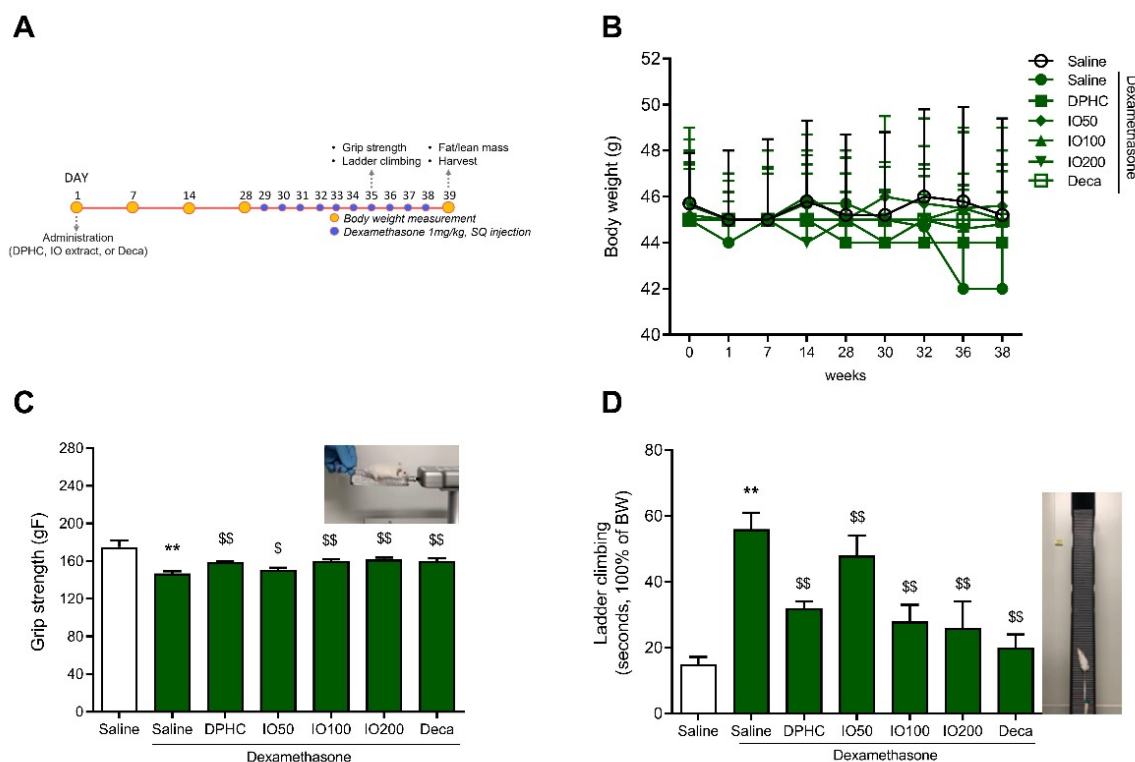 A
• Grip strength
• Ladder climbing
• Fat/lean mass
• Harvest
DAY
1 7 14 28 29 30 31 32 33 34 35 36 37 38 39
Administration
(DPHC, IO extract, or Deca)
Body weight measurement
Dexamethasone 1mg/kg, SQ injection
B
Body weight (g)
52
50
48
46
44
42
40
0 1 7 14 28 30 32 36 38
weeks
Saline
Saline
DPHC
IO50
IO100
IO200
Deca
Dexametnasone
C
Grip strength (gF)
280
240
200
160
120
80
40
0
** $$ $ $$ $$ $$
Saline Saline DPHC IO50 IO100 IO200 Deca
Dexamethasone
D
Ladder climbing
(seconds, 100% of BW)
80
60
40
20
0
** $$ $$ $$ $$ $$
Saline Saline DPHC IO50 IO100 IO200 Deca
Dexamethasone